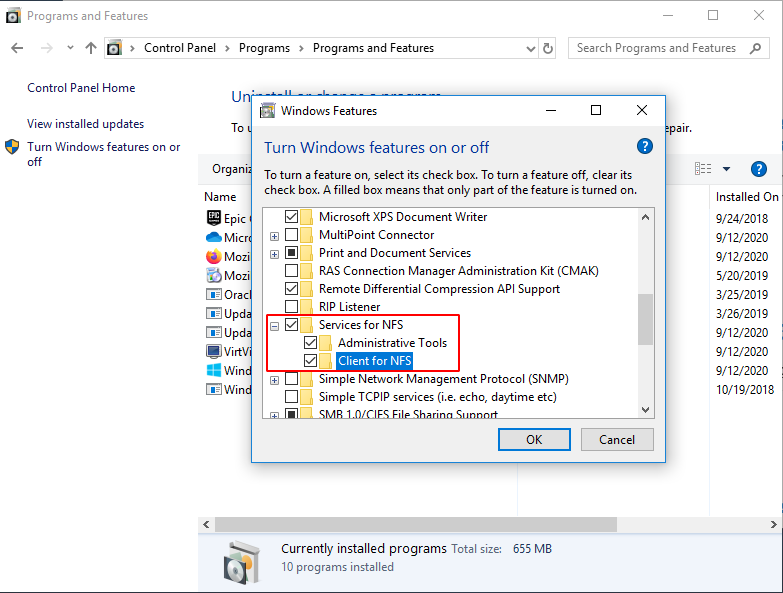 Programs and Features
Control Panel > Programs > Programs and Features
Search Programs and Features
Control Panel Home
View installed updates
Turn Windows features on or
off
Uninstall or change a program
To u
epair.
Organiz
Name
Installed On
Epic
9/24/2018
Micro
9/12/2020
Mozi
9/12/2020
Mozi
5/20/2019
Oracl
3/25/2019
Upda
3/26/2019
Upda
9/12/2020
VirtVi
9/12/2020
Wind
9/12/2020
Wind
10/19/2018
Windows Features
Turn Windows features on or off
To turn a feature on, select its check box. To turn a feature off, clear its
check box. A filled box means that only part of the feature is turned on.
Microsoft XPS Document Writer
MultiPoint Connector
Print and Document Services
RAS Connection Manager Administration Kit (CMAK)
Remote Differential Compression API Support
RIP Listener
Services for NFS
Administrative Tools
Client for NFS
Simple Network Management Protocol (SNMP)
Simple TCPIP services (i.e. echo, daytime etc)
SMB 1.0/CIFS File Sharing Support
OK
Cancel
Currently installed programs Total size: 655 MB
10 programs installed